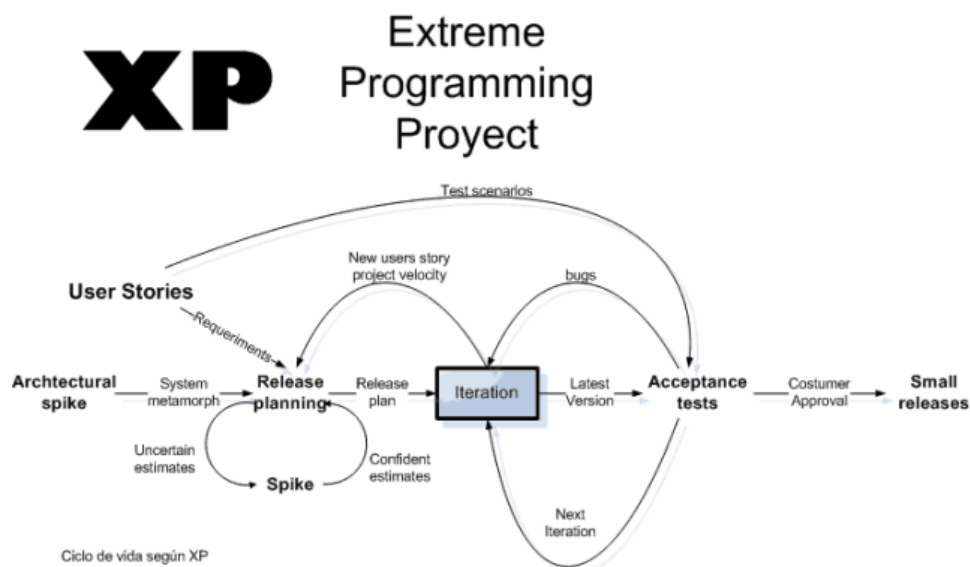 XP
Extreme
Programming
Proyect
Test scenarios
New users story
project velocity
bugs
User Stories
Requeriments
Archtectural
spike
System
metamorph
Release
planning
Release
plan
Iteration
Latest
Version
Acceptance
tests
Costumer
Approval
Small
releases
Uncertain
estimates
Confident
estimates
Spike
Next
Iteration
Ciclo de vida según XP